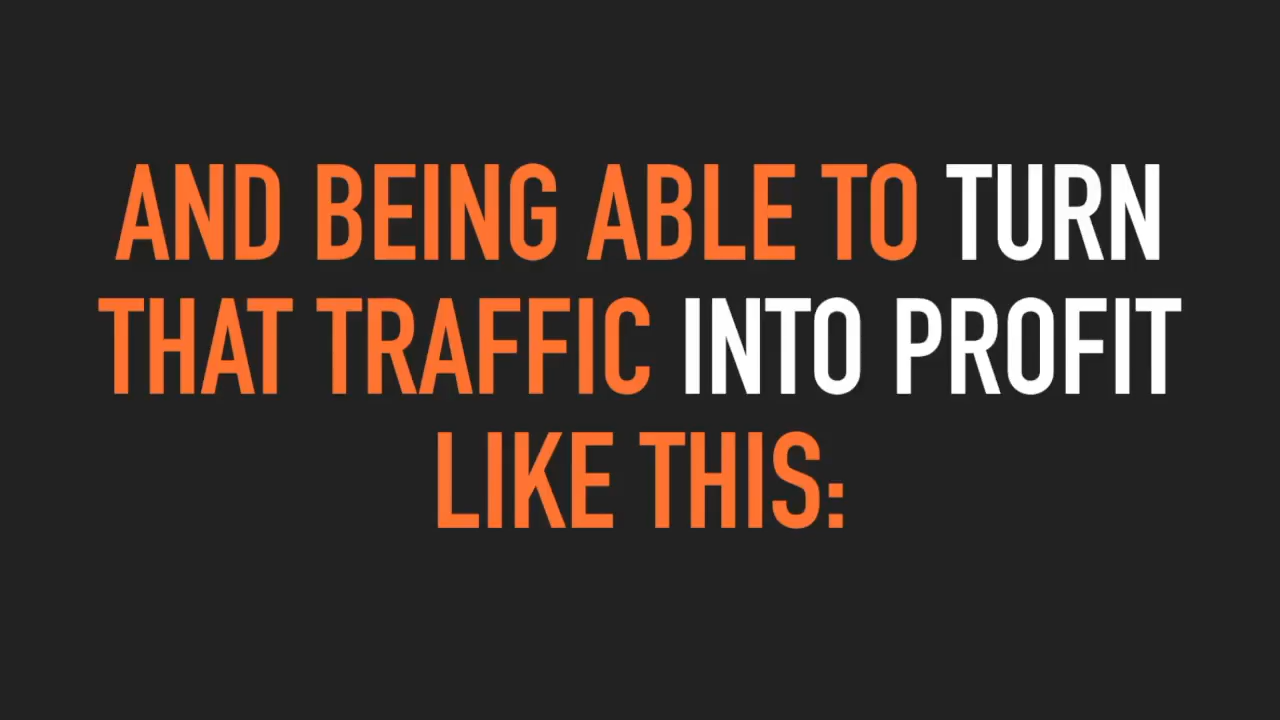 AND BEING ABLE TO TURN
THAT TRAFFIC INTO PROFIT
LIKE THIS: